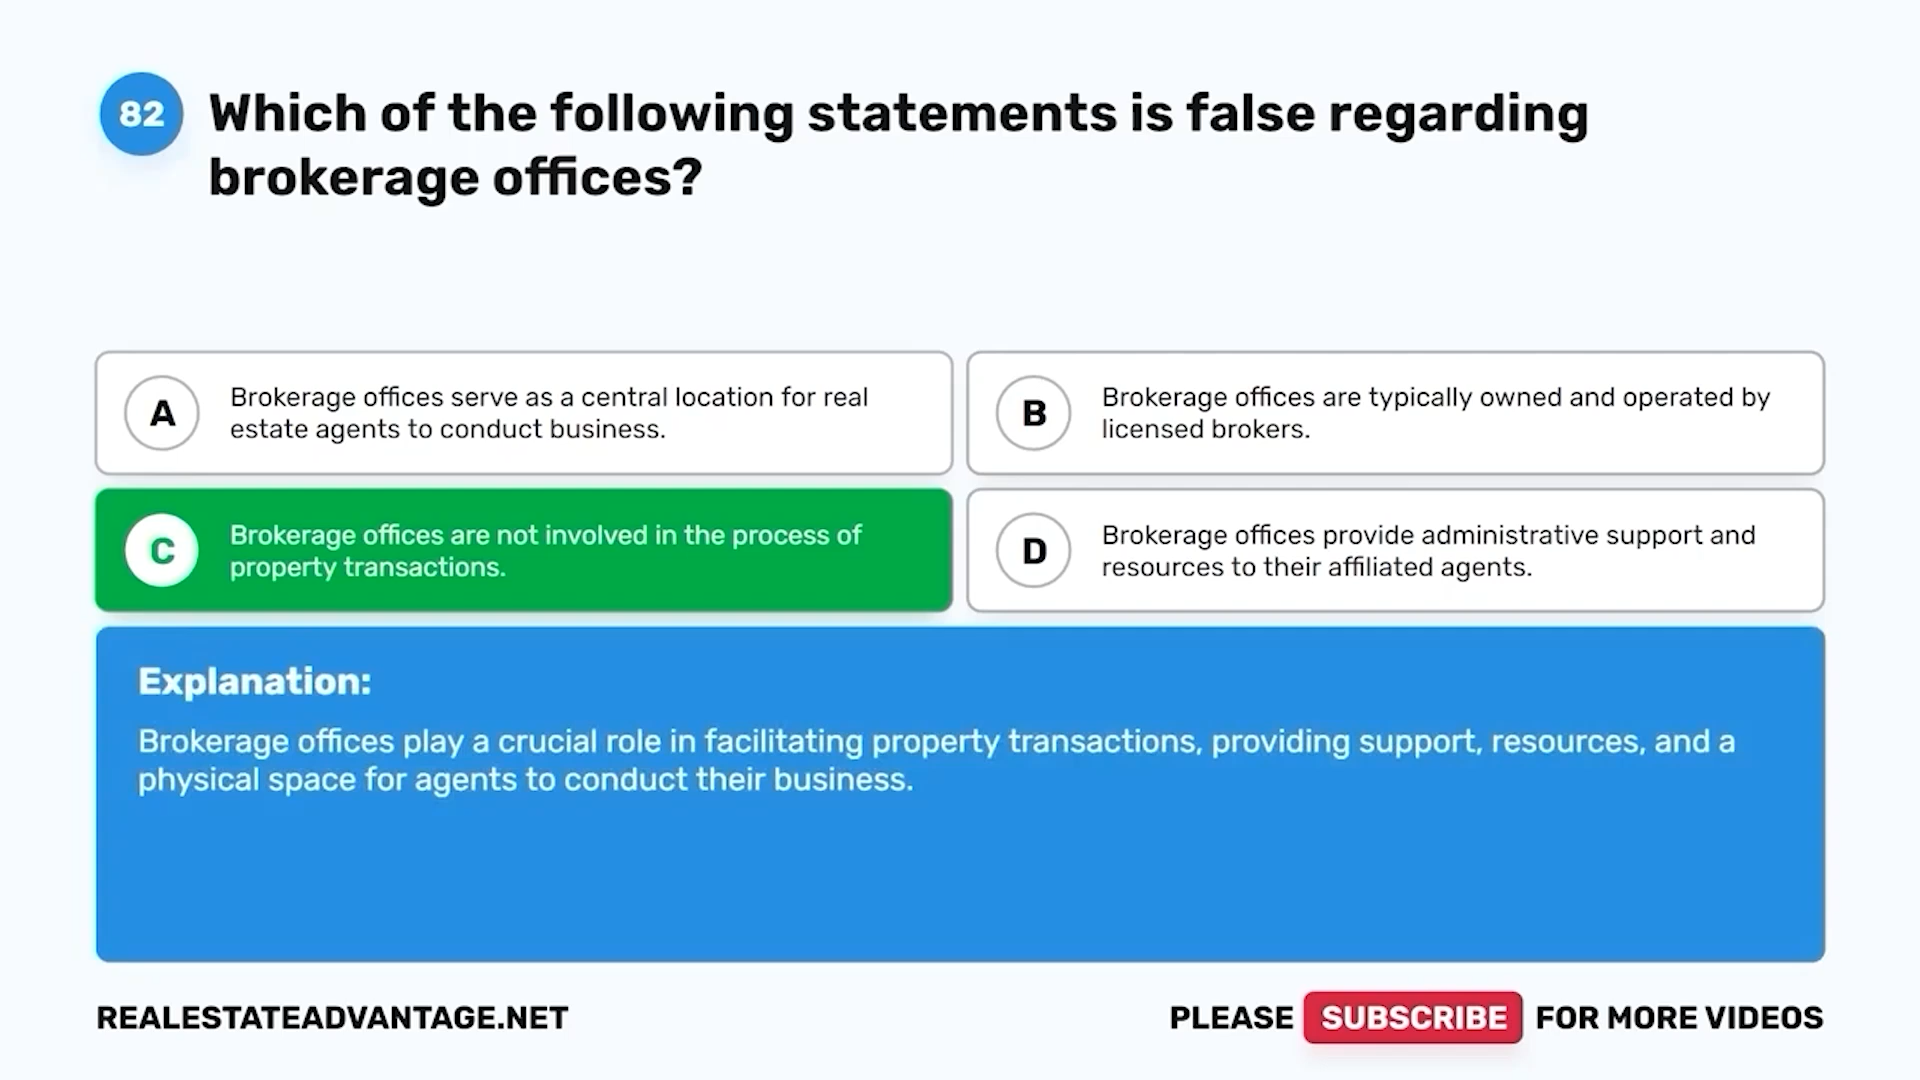 82
Which of the following statements is false regarding
brokerage offices?
A
Brokerage offices serve as a central location for real
estate agents to conduct business.
B
Brokerage offices are typically owned and operated by
licensed brokers.
C
Brokerage offices are not involved in the process of
property transactions.
D
Brokerage offices provide administrative support and
resources to their affiliated agents.
Explanation:
Brokerage offices play a crucial role in facilitating property transactions, providing support, resources, and a
physical space for agents to conduct their business.
REALESTATEADVANTAGE.NET
PLEASE SUBSCRIBE FOR MORE VIDEOS